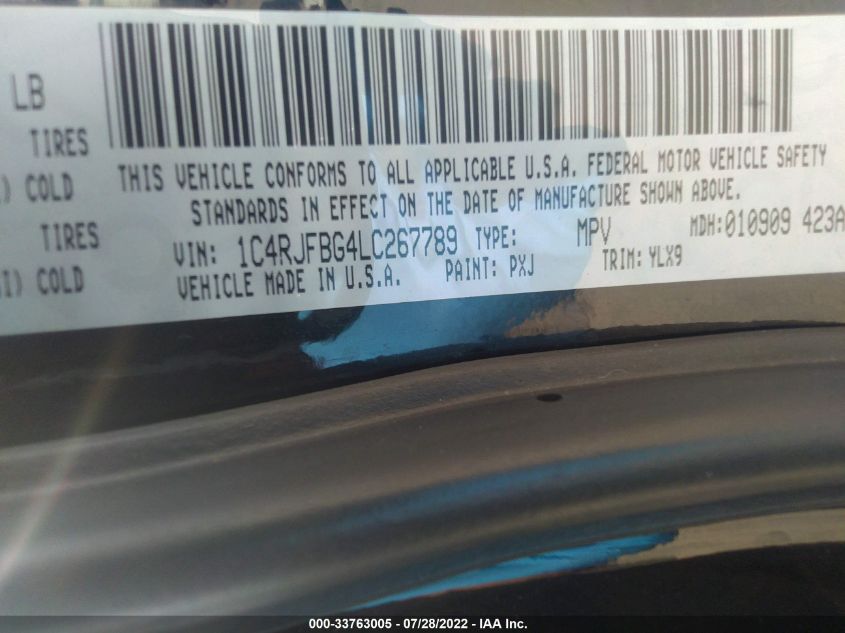 LB
TIRES
) COLD
TIRES
SI) COLD
THIS VEHICLE CONFORMS TO ALL APPLICABLE U.S.A. FEDERAL MOTOR VEHICLE SAFETY
STANDARDS IN EFFECT ON THE DATE OF MANUFACTURE SHOWN ABOVE.
VIN: 1C4RJFBG4LC267789 TYPE: MPV MDH: 010909 423A
VEHICLE MADE IN U.S.A. PAINT: PXJ TRIM: YLX9
000-33763005 - 07/28/2022 - IAA Inc.